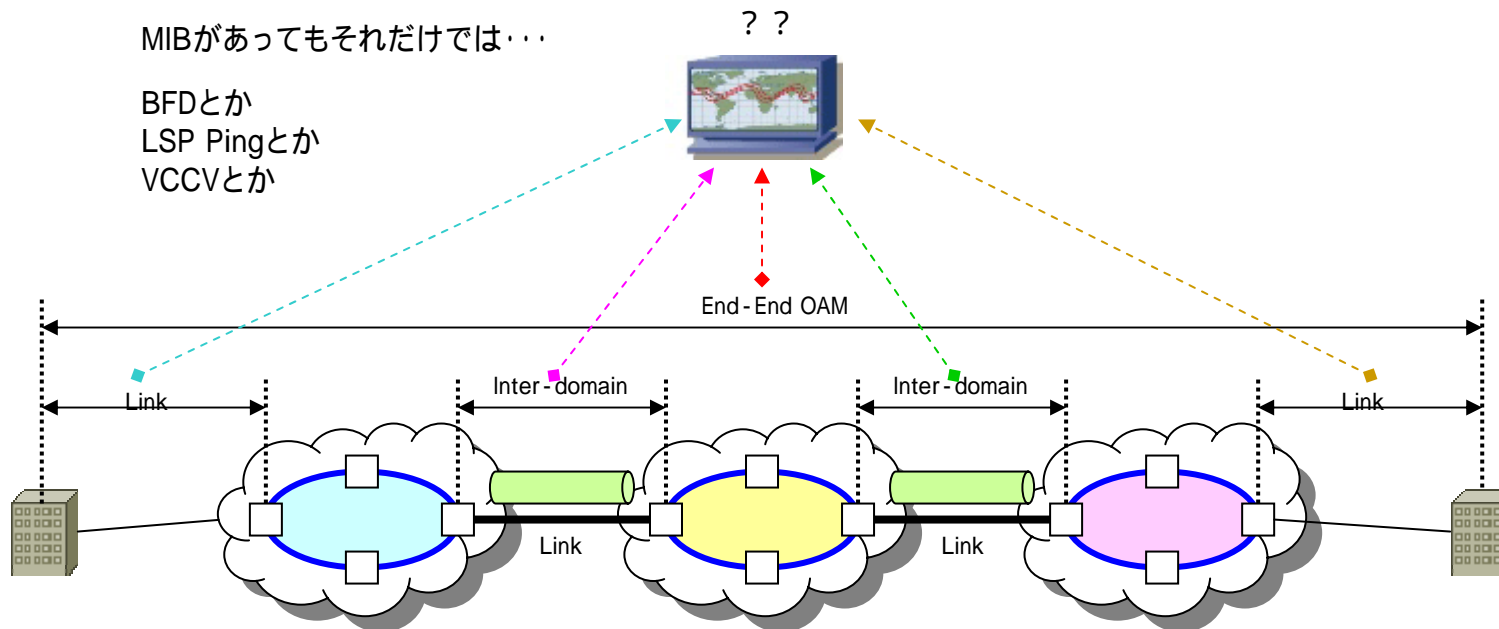 ？？
MIBがあってもそれだけでは･･･
BFDとか
LSP Pingとか
VCCVとか
End-End OAM
Link
Inter-domain
Inter-domain
Link
Link
Link